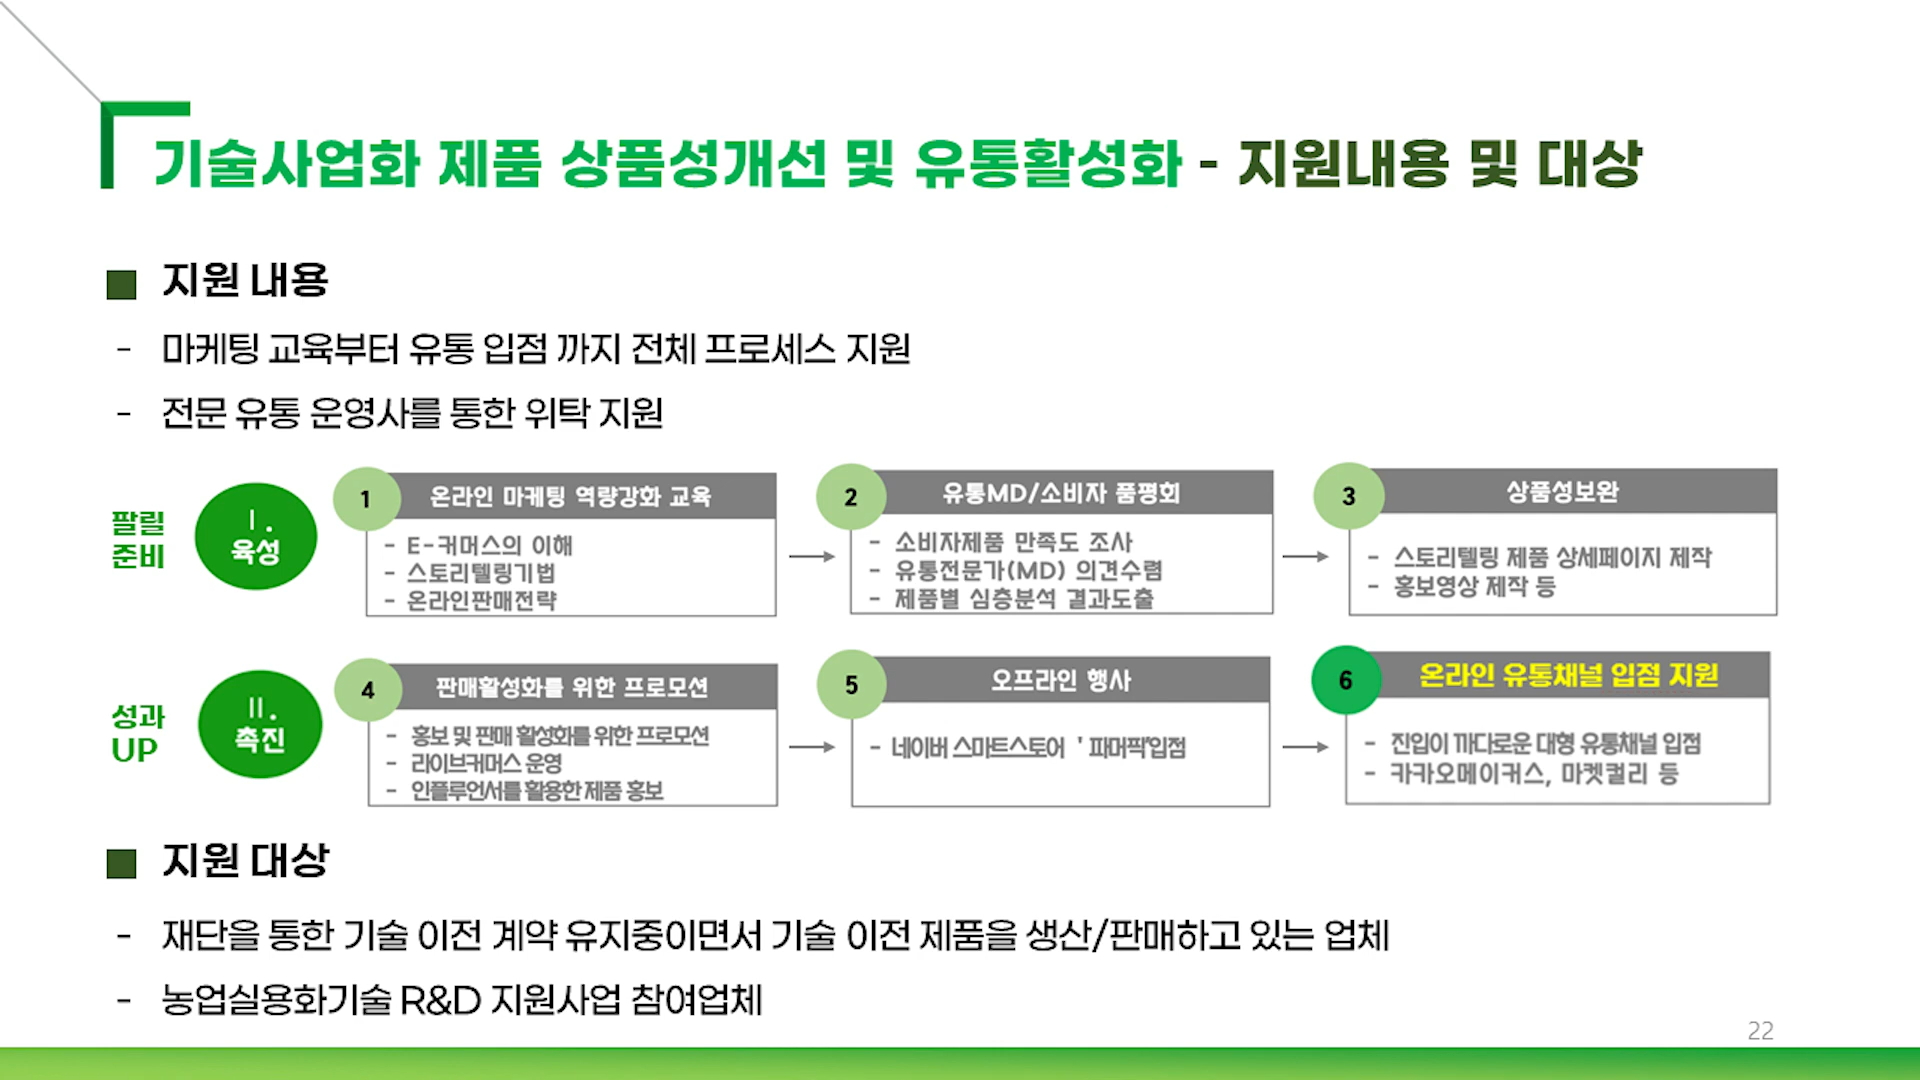 기술사업화 제품 상품성개선 및 유통활성화 - 지원내용 및 대상
지원 내용
- 마케팅 교육부터 유통 입점 까지 전체 프로세스 지원
- 전문 유통 운영사를 통한 위탁 지원
팔릴
준비
Ⅰ.
육성
1
온라인 마케팅 역량강화 교육
- E-커머스의 이해
- 스토리텔링기법
- 온라인판매전략
2
유통MD/소비자 품평회
- 소비자제품 만족도 조사
- 유통전문가(MD) 의견수렴
- 제품별 심층분석 결과도출
3
상품성보완
- 스토리텔링 제품 상세페이지 제작
- 홍보영상 제작 등
성과
UP
Ⅱ.
촉진
4
판매활성화를 위한 프로모션
- 홍보 및 판매 활성화를 위한 프로모션
- 라이브커머스 운영
- 인플루언서를 활용한 제품 홍보
5
오프라인 행사
- 네이버 스마트스토어 ' 파머픽'입점
6
온라인 유통채널 입점 지원
- 진입이 까다로운 대형 유통채널 입점
- 카카오메이커스, 마켓컬리 등
지원 대상
- 재단을 통한 기술 이전 계약 유지중이면서 기술 이전 제품을 생산/판매하고 있는 업체
- 농업실용화기술 R&D 지원사업 참여업체
22